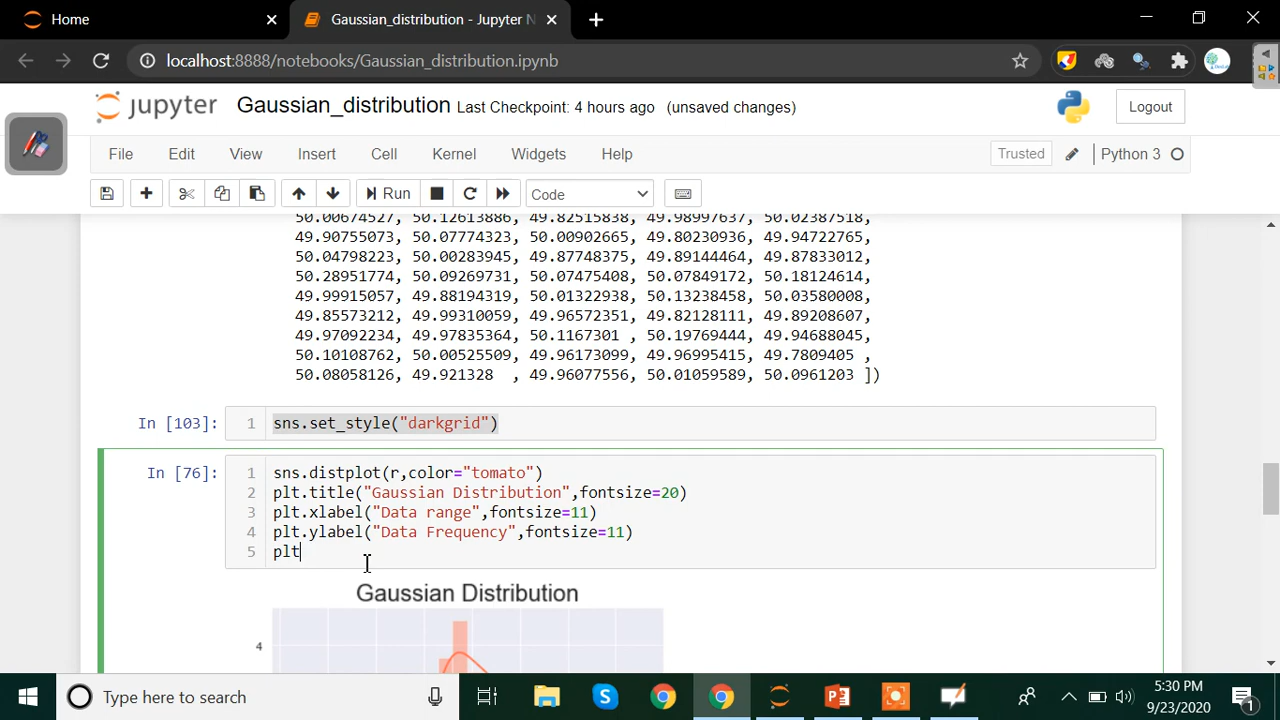 Home
Gaussian_distribution - Jupyter N
localhost:8888/notebooks/Gaussian_distribution.ipynb
jupyter Gaussian_distribution Last Checkpoint: 4 hours ago (unsaved changes) Logout
File Edit View Insert Cell Kernel Widgets Help Trusted Python 3
Run Code
50.00674527, 50.12613886, 49.82515838, 49.98997637, 50.02387518,
49.90755073, 50.07774323, 50.00902665, 49.80230936, 49.94722765,
50.04798223, 50.00283945, 49.87748375, 49.89144464, 49.87833012,
50.28951774, 50.09269731, 50.07475408, 50.07849172, 50.18124614,
49.99915057, 49.88194319, 50.01322938, 50.13238458, 50.03580008,
49.85573212, 49.99310059, 49.96572351, 49.82128111, 49.89208607,
49.97092234, 49.97835364, 50.1167301 , 50.19769444, 49.94688045,
50.10108762, 50.00525509, 49.96173099, 49.96995415, 49.7809405 ,
50.08058126, 49.921328  , 49.96077556, 50.01059589, 50.0961203 ])
In [103]: 1 sns.set_style("darkgrid")
In [76]: 1 sns.distplot(r,color="tomato")
2 plt.title("Gaussian Distribution",fontsize=20)
3 plt.xlabel("Data range",fontsize=11)
4 plt.ylabel("Data Frequency",fontsize=11)
5 plt
Gaussian Distribution
4
Type here to search
5:30 PM
9/23/2020
1